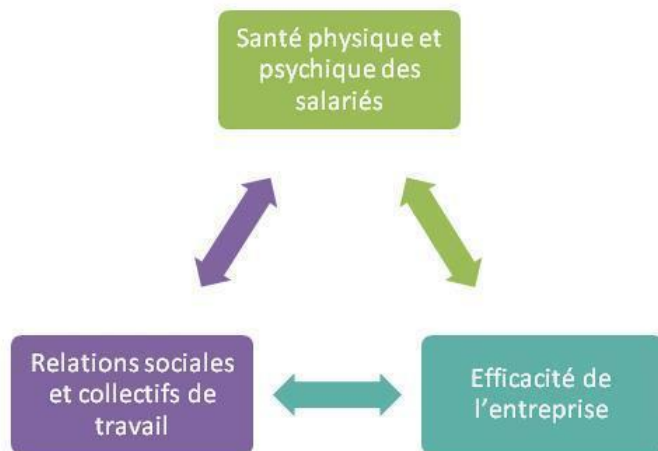 Santé physique et
psychique des
salariés
Relations sociales
et collectifs de
travail
Efficacité de
l'entreprise